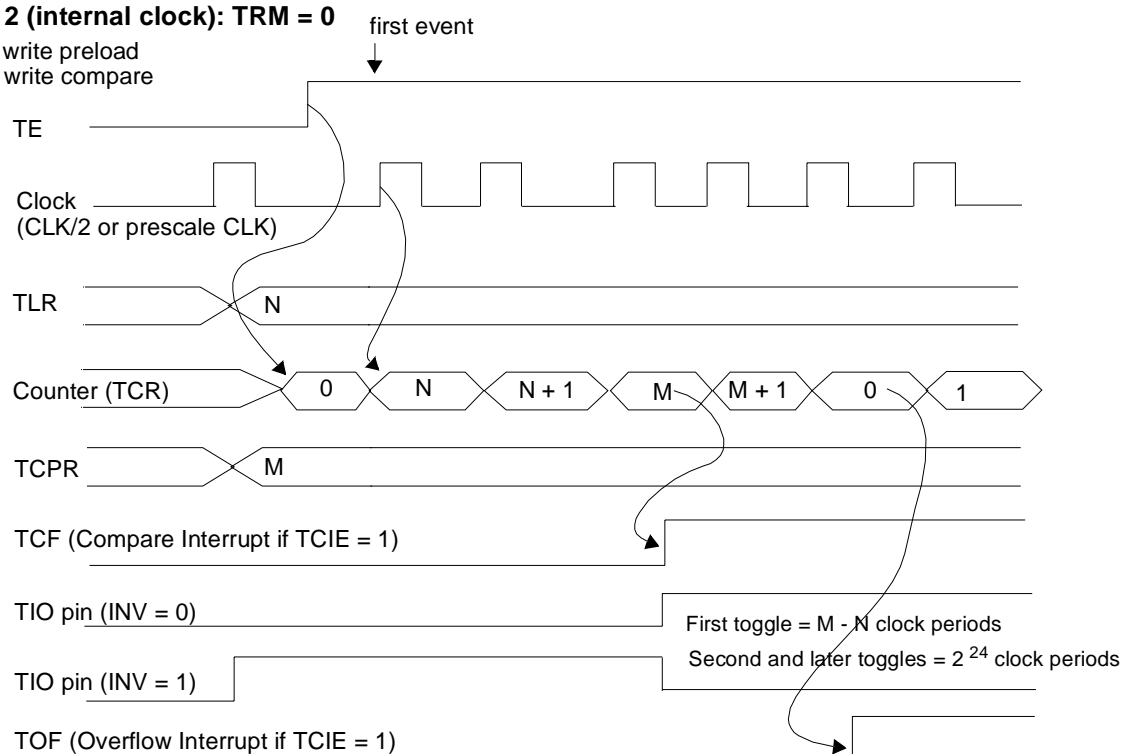 2 (internal clock): TRM = 0
first event
write preload
write compare
TE
Clock
(CLK/2 or prescale CLK)
TLR
N
Counter (TCR)
0
N
N + 1
M
M + 1
0
1
TCPR
M
TCF (Compare Interrupt if TCIE = 1)
TIO pin (INV = 0)
First toggle = M - N clock periods
Second and later toggles = 2 24 clock periods
TIO pin (INV = 1)
TOF (Overflow Interrupt if TCIE = 1)